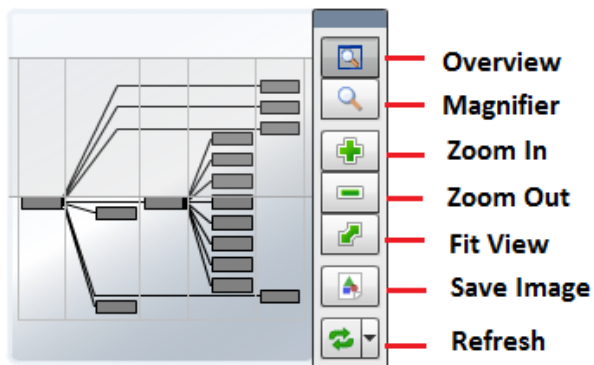 Overview
Magnifier
Zoom In
Zoom Out
Fit View
Save Image
Refresh